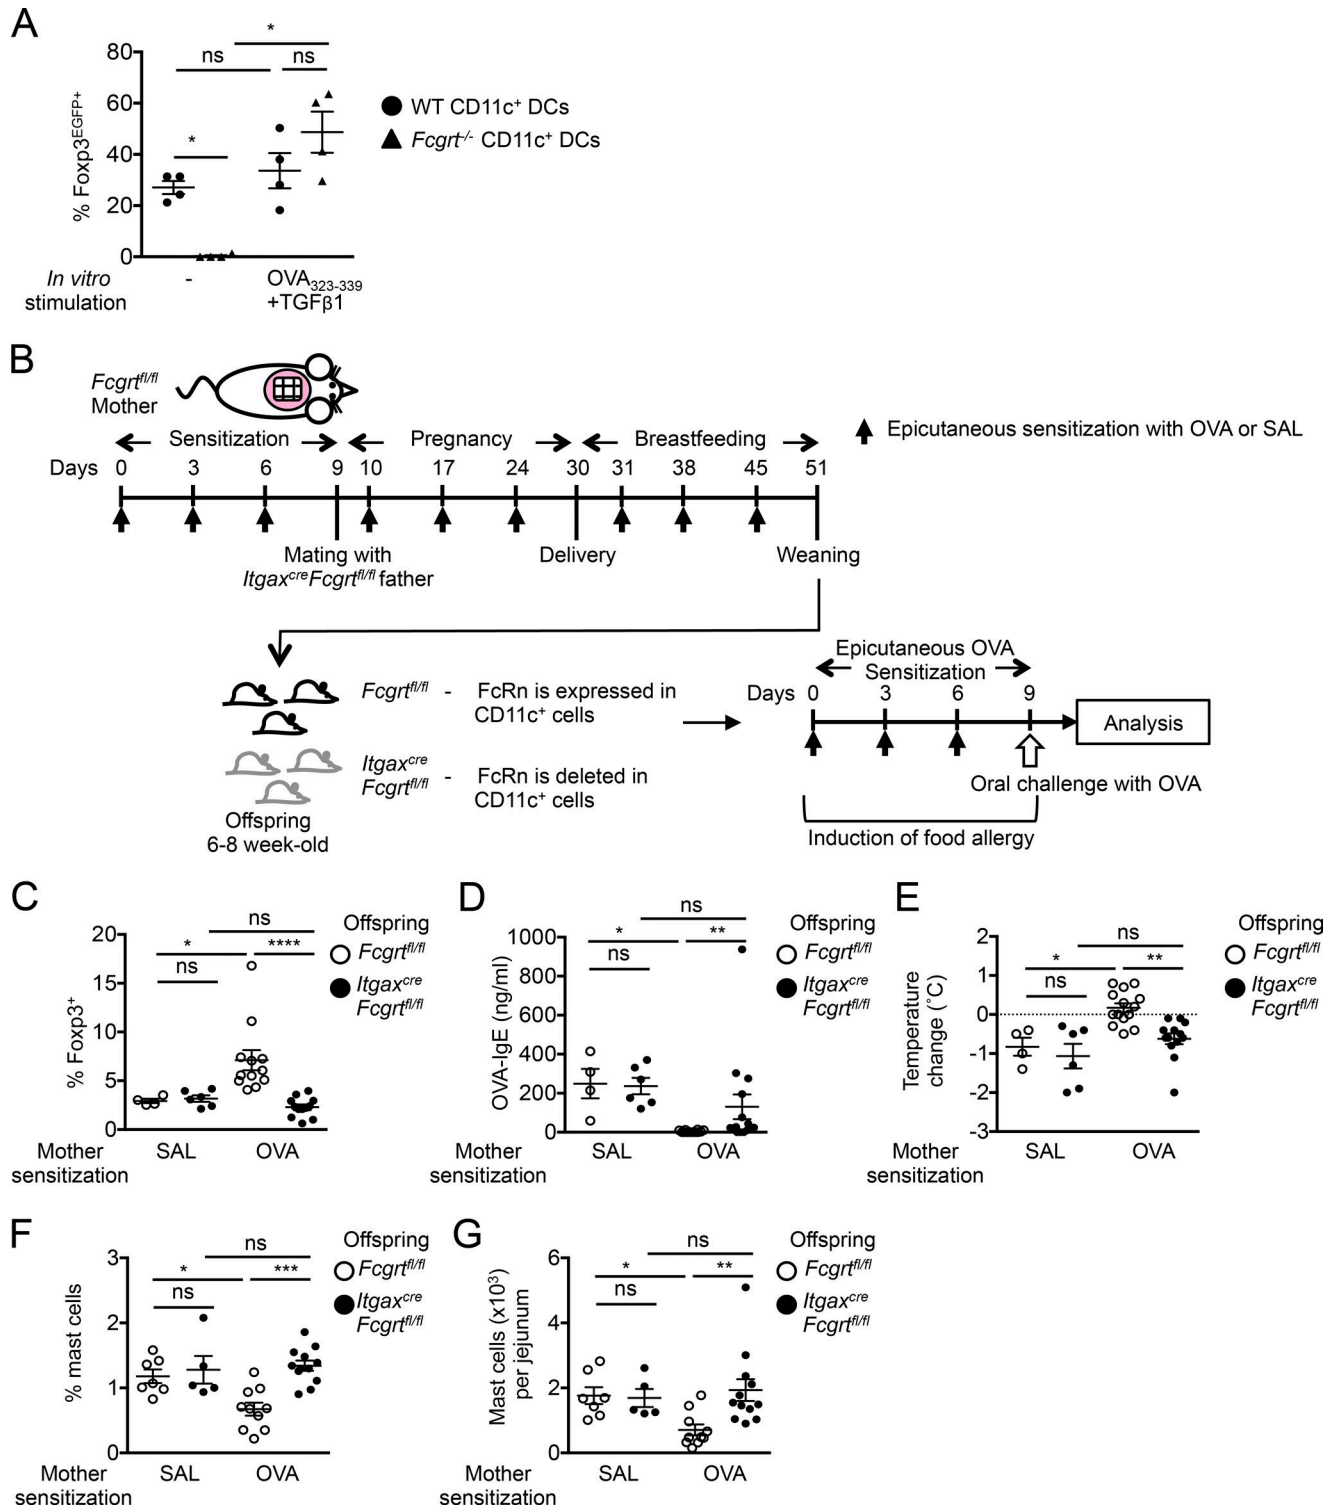 A
*
ns
ns
*
80
60
40
20
0
% Foxp3EGFP+
WT CD11c+ DCs
Fcgrt-/- CD11c+ DCs
In vitro
stimulation
-
OVA323-339
+TGFβ1
B
Fcgrtfl/fl
Mother
Sensitization
Pregnancy
Breastfeeding
Epicutaneous sensitization with OVA or SAL
Days 0 3 6 9 10 17 24 30 31 38 45 51
Mating with
Itgaxcre Fcgrtfl/fl father
Delivery
Weaning
Fcgrtfl/fl - FcRn is expressed in
CD11c+ cells
Itgaxcre
Fcgrtfl/fl - FcRn is deleted in
CD11c+ cells
Offspring
6-8 week-old
Epicutaneous OVA
Sensitization
Days 0 3 6 9
Analysis
Oral challenge with OVA
Induction of food allergy
C
ns
* ****
ns
20
15
10
5
0
% Foxp3+
Offspring
Fcgrtfl/fl
Itgaxcre
Fcgrtfl/fl
Mother
sensitization
SAL OVA
D
ns
* **
ns
1000
800
600
400
200
0
OVA-IgE (ng/ml)
Offspring
Fcgrtfl/fl
Itgaxcre
Fcgrtfl/fl
Mother
sensitization
SAL OVA
E
ns
* **
ns
2
1
0
-1
-2
-3
Temperature
change (˚C)
Offspring
Fcgrtfl/fl
Itgaxcre
Fcgrtfl/fl
Mother
sensitization
SAL OVA
F
ns
* ***
ns
3
2
1
0
% mast cells
Offspring
Fcgrtfl/fl
Itgaxcre
Fcgrtfl/fl
Mother
sensitization
SAL OVA
G
ns
* **
ns
6
4
2
0
Mast cells (x103)
per jejunum
Offspring
Fcgrtfl/fl
Itgaxcre
Fcgrtfl/fl
Mother
sensitization
SAL OVA